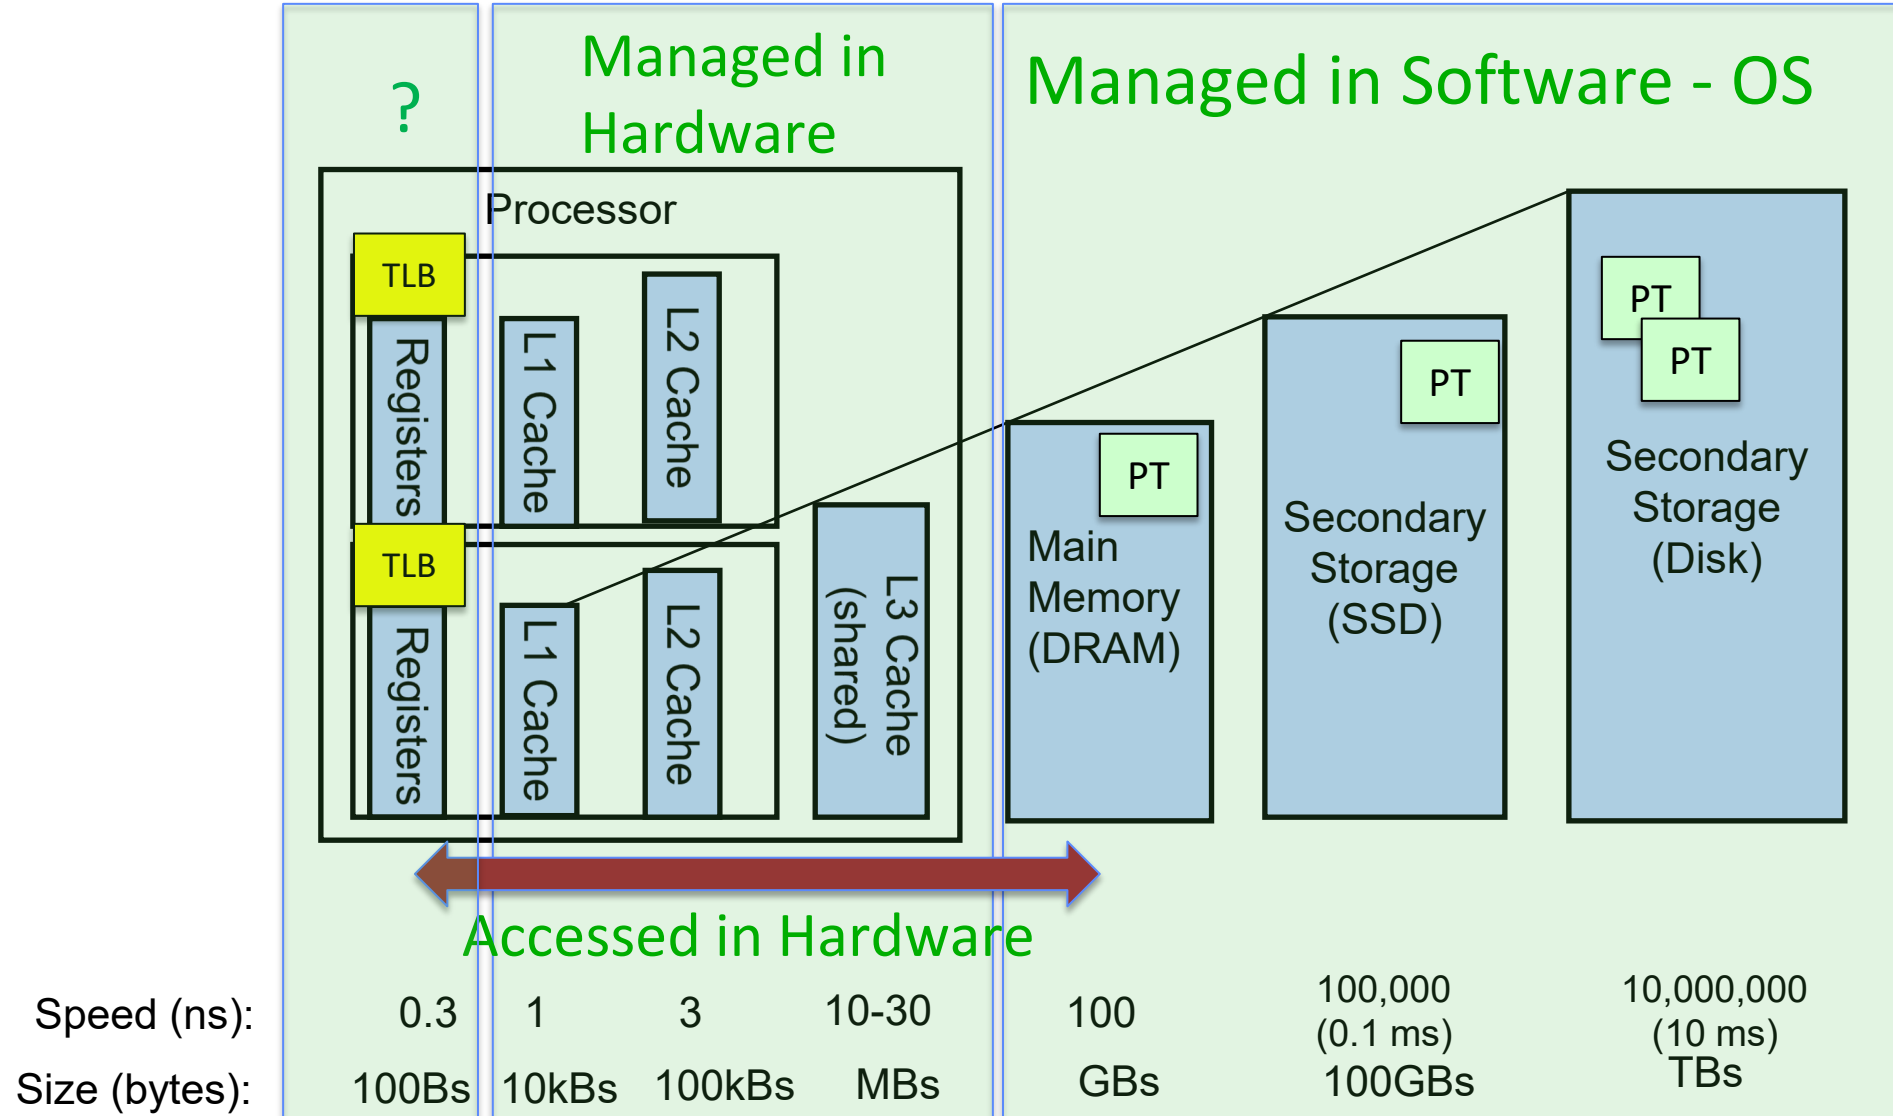 ?
Managed in
Hardware
Managed in Software - OS
Processor
TLB
Registers
L1 Cache
L2 Cache
TLB
Registers
L1 Cache
L2 Cache
L3 Cache
(shared)
PT
Main
Memory
(DRAM)
PT
Secondary
Storage
(SSD)
PT
PT
Secondary
Storage
(Disk)
Accessed in Hardware
Speed (ns): 0.3 1 3 10-30 100 100,000 10,000,000
(0.1 ms) (10 ms)
Size (bytes): 100Bs 10kBs 100kBs MBs GBs 100GBs TBs